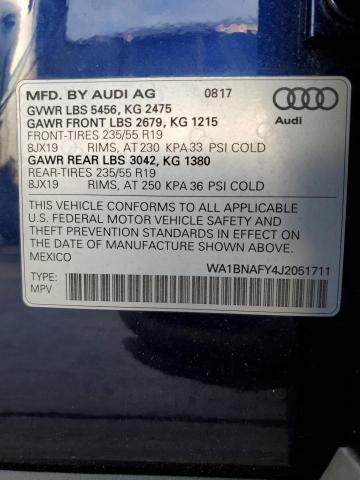 MFD. BY AUDI AG 0817
GVWR LBS 5456, KG 2475
GAWR FRONT LBS 2679, KG 1215
FRONT-TIRES 235/55 R19
8JX19 RIMS, AT 230 KPA 33 PSI COLD
GAWR REAR LBS 3042, KG 1380
REAR-TIRES 235/55 R19
8JX19 RIMS, AT 250 KPA 36 PSI COLD
Audi
THIS VEHICLE CONFORMS TO ALL APPLICABLE
U.S. FEDERAL MOTOR VEHICLE SAFETY, BUMPER,
AND THEFT PREVENTION STANDARDS IN EFFECT ON
THE DATE OF MANUFACTURE SHOWN ABOVE.
MEXICO
WA1BNAFY4J2051711
TYPE:
MPV